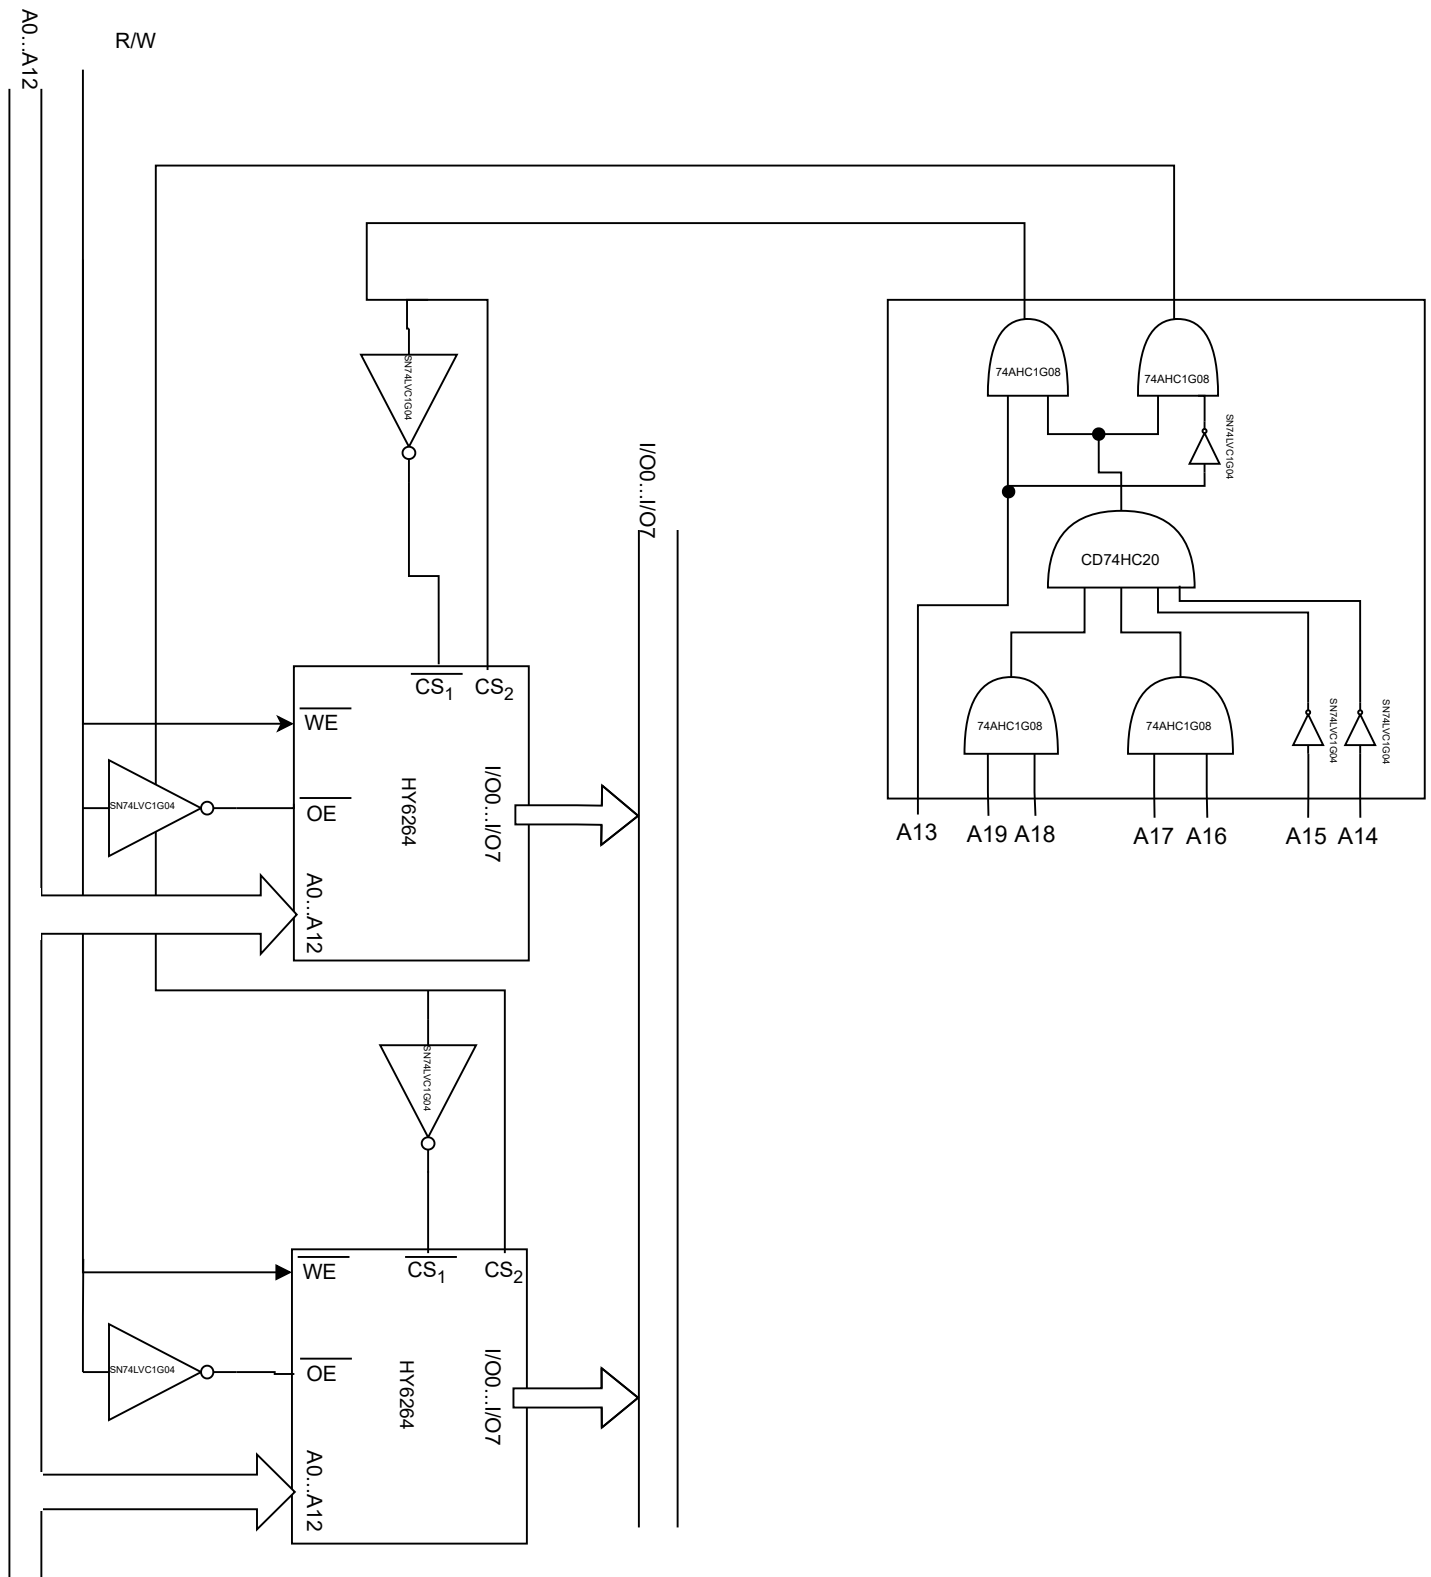 A0...A12
R/W
74AHC1G08
74AHC1G08
SN74LVC1G04
SN74LVC1G04
I/O0...I/O7
CD74HC20
CS1
CS2
WE
OE
HY6264
I/O0...I/O7
A0...A12
SN74LVC1G04
74AHC1G08
74AHC1G08
SN74LVC1G04
SN74LVC1G04
A13
A19
A18
A17
A16
A15
A14
SN74LVC1G04
WE
CS1
CS2
SN74LVC1G04
OE
HY6264
I/O0...I/O7
A0...A12